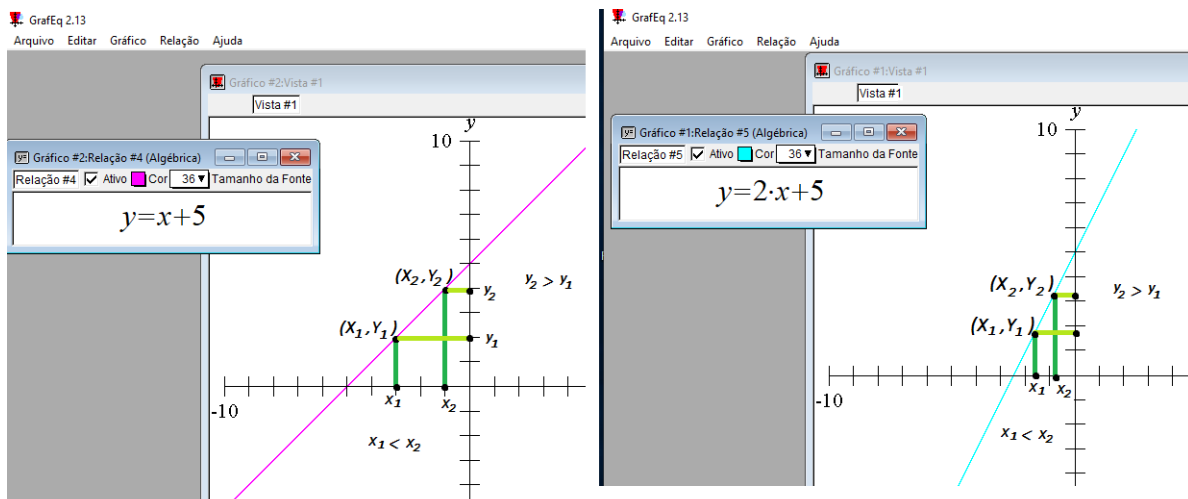 GrafEq 2.13
Arquivo Editar Gráfico Relação Ajuda
Gráfico #2:Vista #1
Vista #1
y
10
Gráfico #2:Relação #4 (Algébrica)
Relação #4 Ativo Cor 36 Tamanho da Fonte
y=x+5
(X₂,Y₂)
y₂
y₂ > y₁
(X₁,Y₁)
y₁
-10
x₁
x₂
x₁ < x₂
GrafEq 2.13
Arquivo Editar Gráfico Relação Ajuda
Gráfico #1:Vista #1
Vista #1
y
10
Gráfico #1:Relação #5 (Algébrica)
Relação #5 Ativo Cor 36 Tamanho da Fonte
y=2·x+5
(X₂,Y₂)
y₂ > y₁
(X₁,Y₁)
-10
x₁
x₂
x₁ < x₂